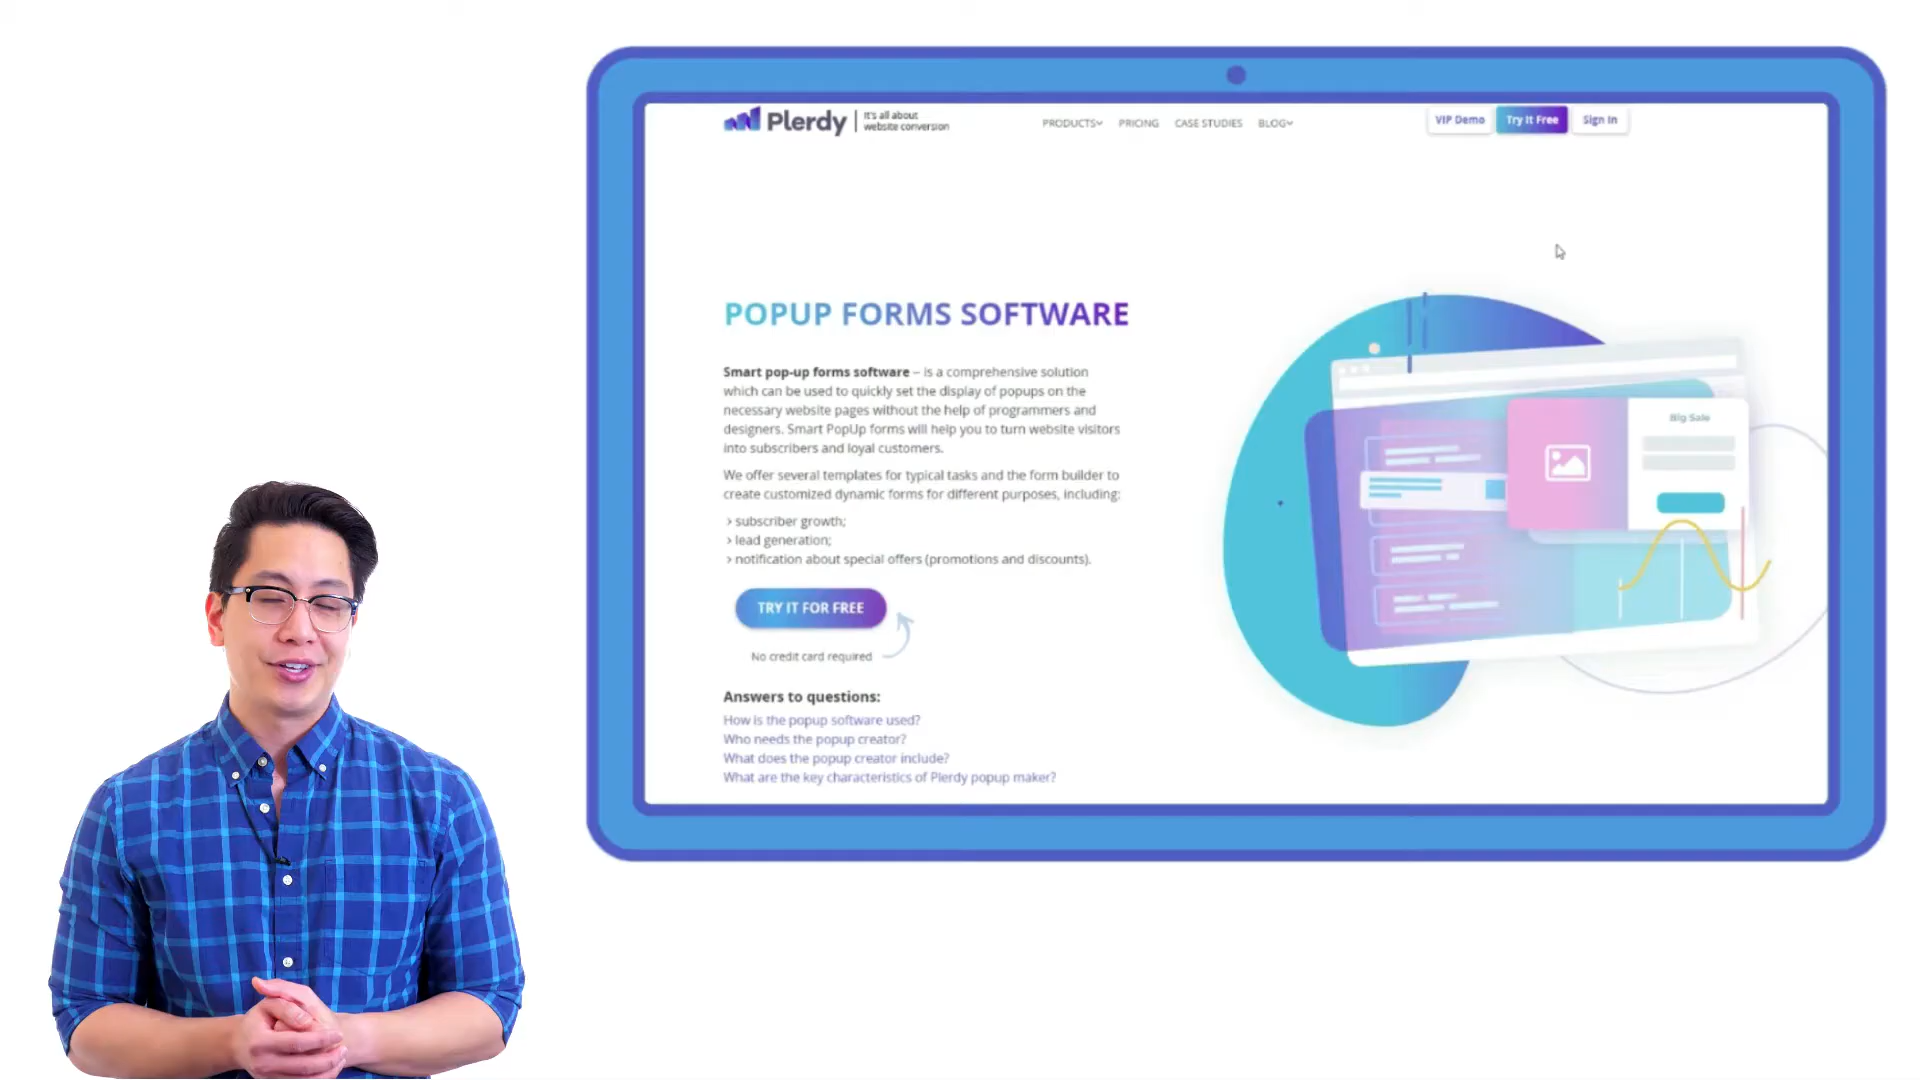 Plerdy
It's all about
website conversion
PRODUCTS
PRICING
CASE STUDIES
BLOG
VIP Demo
Try It Free
Sign In
POPUP FORMS SOFTWARE
Smart pop-up forms software – is a comprehensive solution
which can be used to quickly set the display of popups on the
necessary website pages without the help of programmers and
designers. Smart PopUp forms will help you to turn website visitors
into subscribers and loyal customers.
We offer several templates for typical tasks and the form builder to
create customized dynamic forms for different purposes, including:
> subscriber growth;
> lead generation;
> notification about special offers (promotions and discounts).
TRY IT FOR FREE
No credit card required
Answers to questions:
How is the popup software used?
Who needs the popup creator?
What does the popup creator include?
What are the key characteristics of Plerdy popup maker?
Big Sale